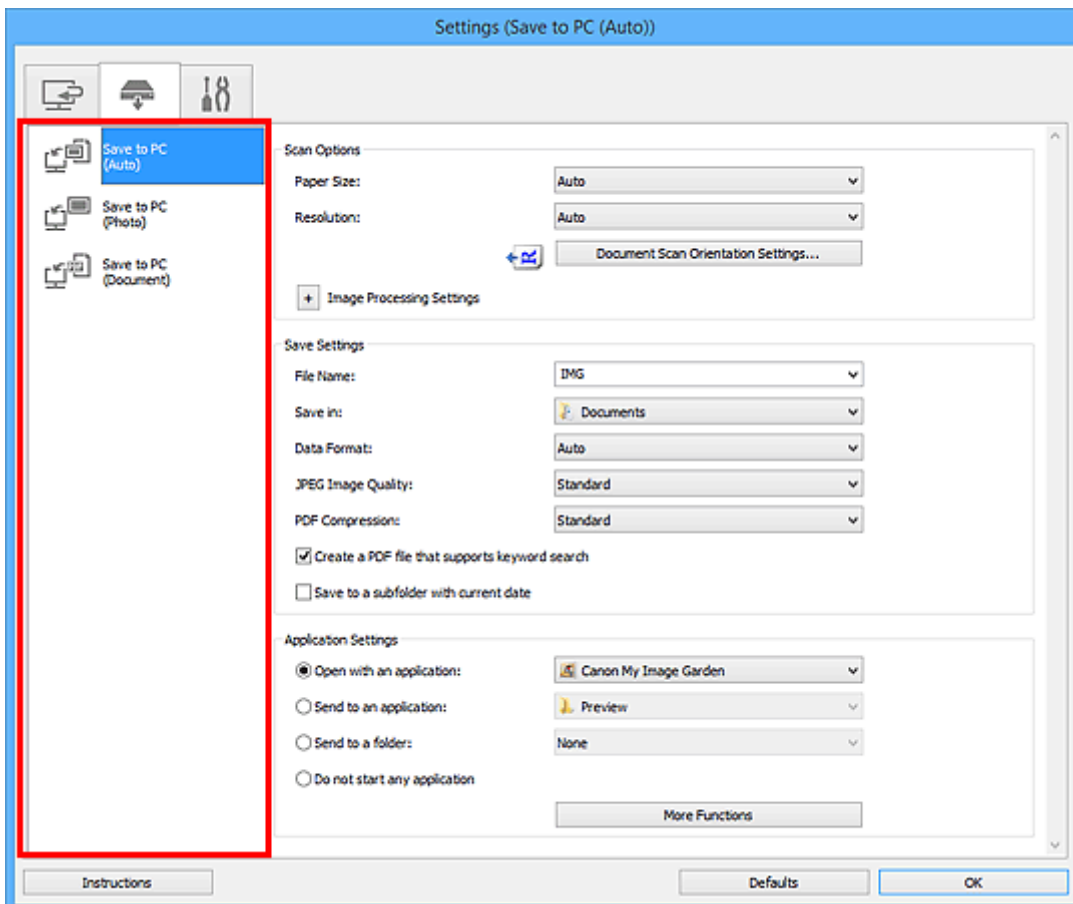 Settings (Save to PC (Auto))
Save to PC
(Auto)
Save to PC
(Photo)
Save to PC
(Document)
Scan Options
Paper Size: Auto
Resolution: Auto
Document Scan Orientation Settings...
+ Image Processing Settings
Save Settings
File Name: IMG
Save in: Documents
Data Format: Auto
JPEG Image Quality: Standard
PDF Compression: Standard
Create a PDF file that supports keyword search
Save to a subfolder with current date
Application Settings
Open with an application: Canon My Image Garden
Send to an application: Preview
Send to a folder: None
Do not start any application
More Functions
Instructions Defaults OK